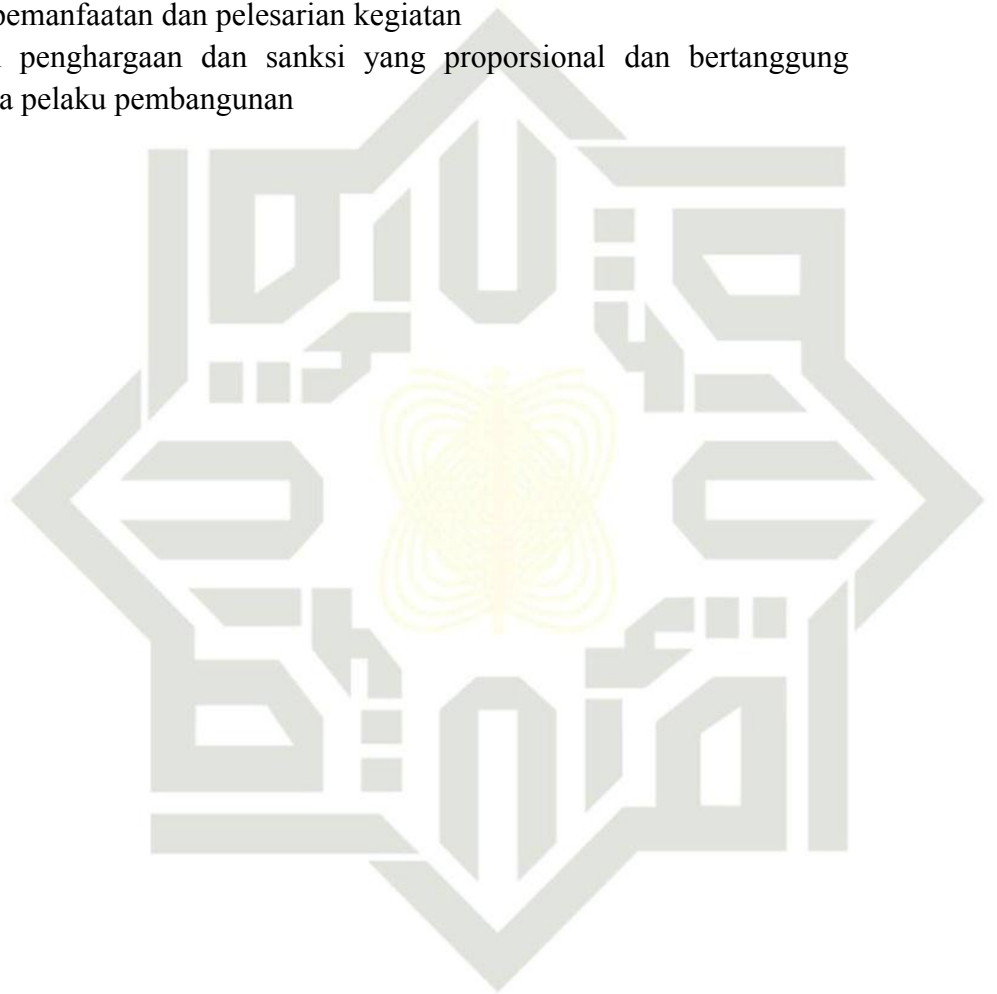 pemanfaatan dan pelesarian kegiatan
penghargaan dan sanksi yang proporsional dan bertanggung
pelaku pembangunan